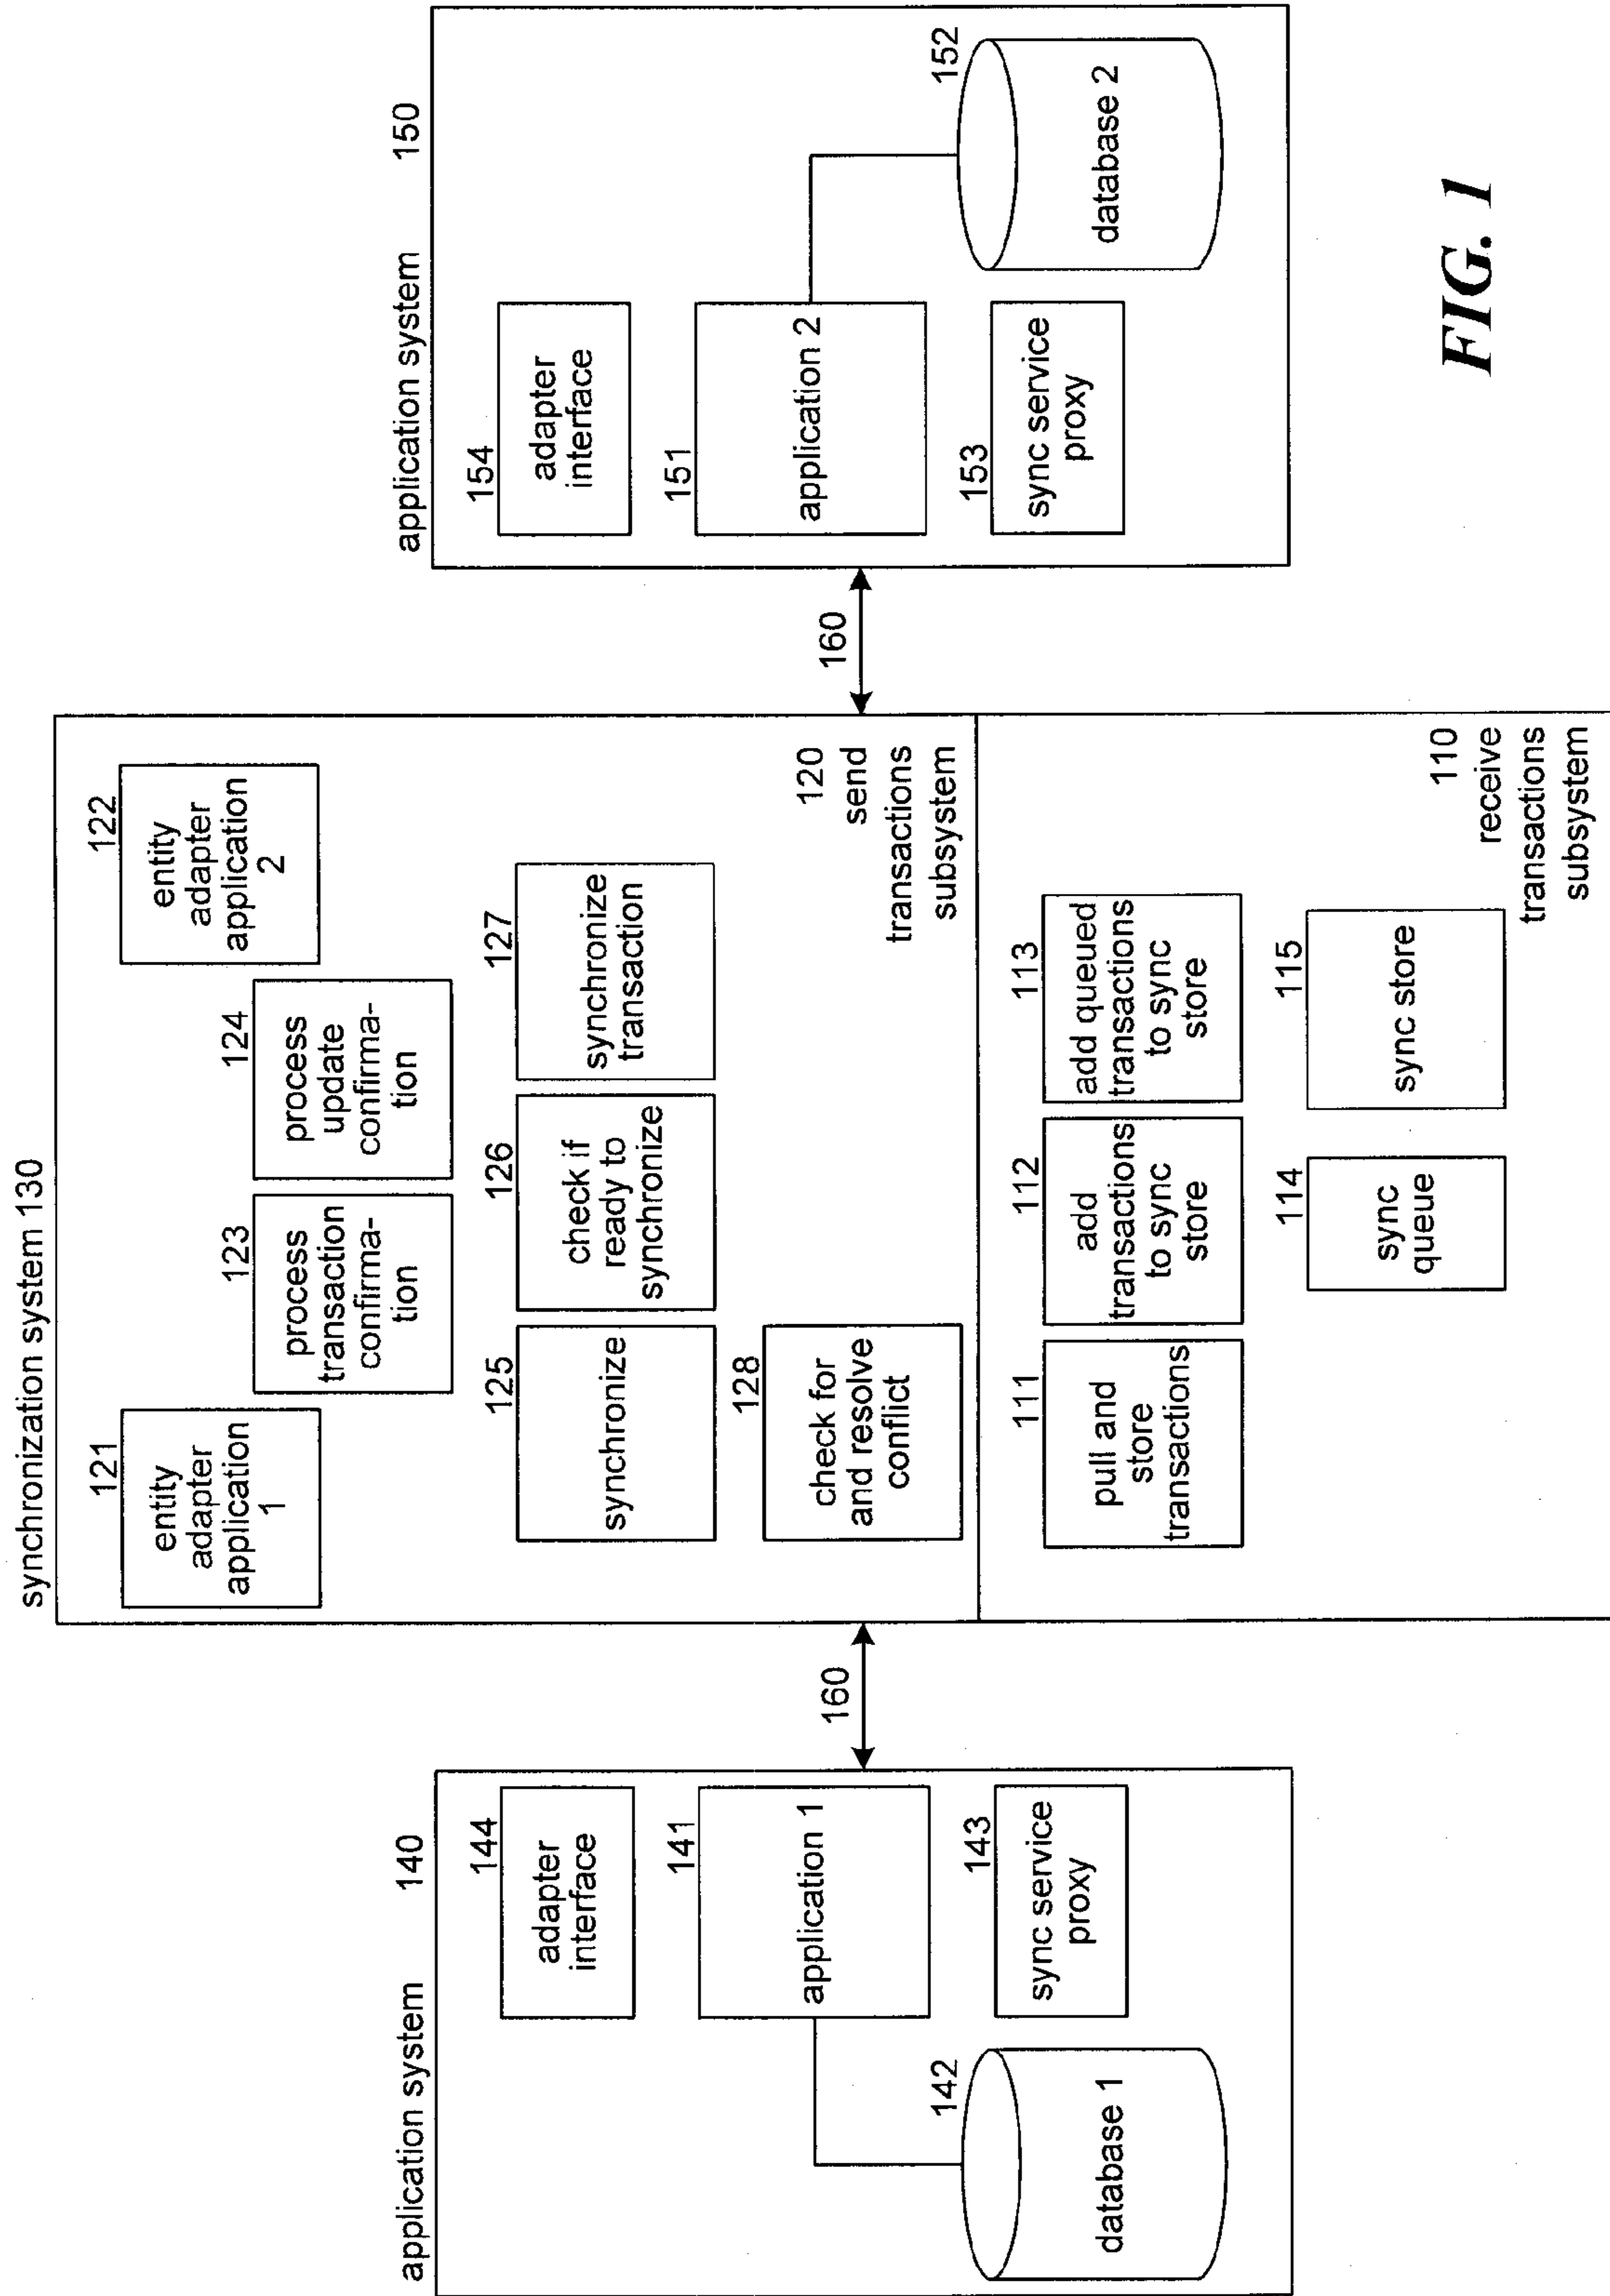 synchronization system 130
121
entity
adapter
application
1
122
entity
adapter
application
2
123
process
transaction
confirma-
tion
124
process
update
confirma-
tion
125
synchronize
126
check if
ready to
synchronize
127
synchronize
transaction
128
check for
and resolve
conflict
120
send
transactions
subsystem
111
pull and
store
transactions
112
add
transactions
to sync
store
113
add queued
transactions
to sync
store
114
sync
queue
115
sync store
110
receive
transactions
subsystem
application system 140
144
adapter
interface
141
application 1
142
database 1
143
sync service
proxy
160
160
application system 150
154
adapter
interface
151
application 2
152
database 2
153
sync service
proxy
FIG. 1